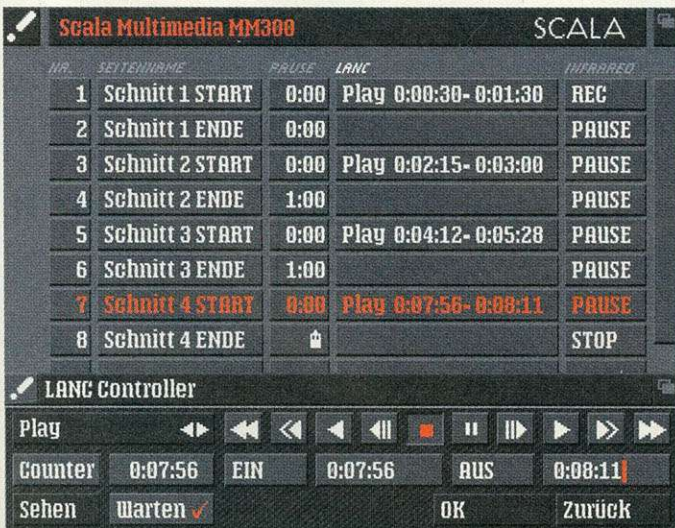 Scala Multimedia MM300 SCALA
NR. SEITENNAME PAUSE LANC INFRARED
1 Schnitt 1 START 0:00 Play 0:00:30- 0:01:30 REC
2 Schnitt 1 ENDE 0:00 PAUSE
3 Schnitt 2 START 0:00 Play 0:02:15- 0:03:00 PAUSE
4 Schnitt 2 ENDE 1:00 PAUSE
5 Schnitt 3 START 0:00 Play 0:04:12- 0:05:28 PAUSE
6 Schnitt 3 ENDE 1:00 PAUSE
7 Schnitt 4 START 0:00 Play 0:07:56- 0:08:11 PAUSE
8 Schnitt 4 ENDE STOP
LANC Controller
Play
Counter 0:07:56 EIN 0:07:56 AUS 0:08:11
Sehen Warten OK Zurück